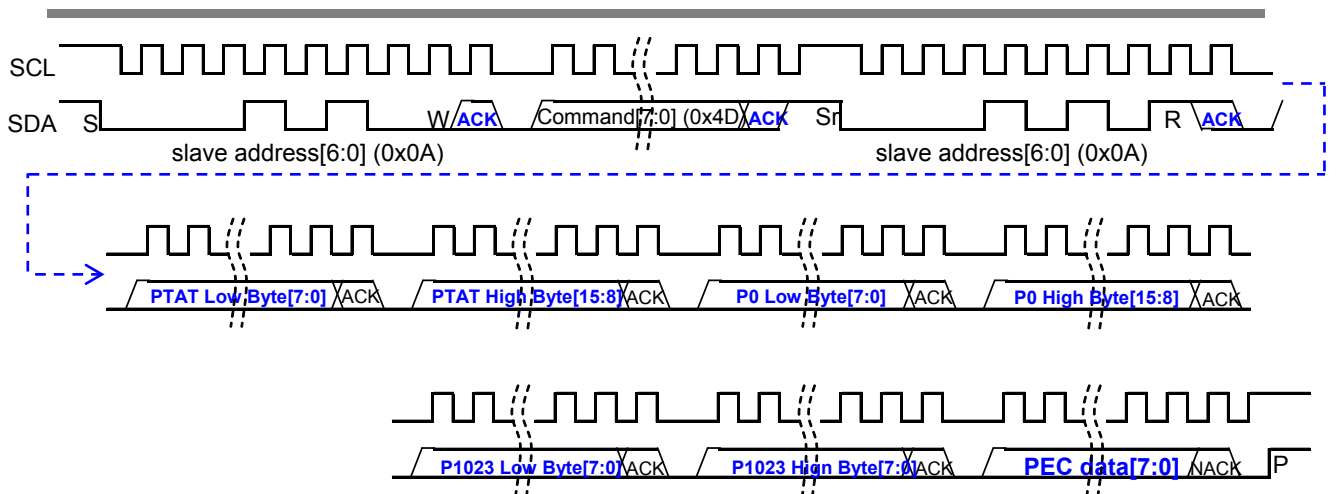 SCL
SDA S W ACK Command[7:0] (0x4D) ACK Sr R ACK
slave address[6:0] (0x0A) slave address[6:0] (0x0A)
PTAT Low Byte[7:0] ACK PTAT High Byte[15:8] ACK P0 Low Byte[7:0] ACK P0 High Byte[15:8] ACK
P1023 Low Byte[7:0] ACK P1023 Hign Byte[7:0] ACK PEC data[7:0] NACK P